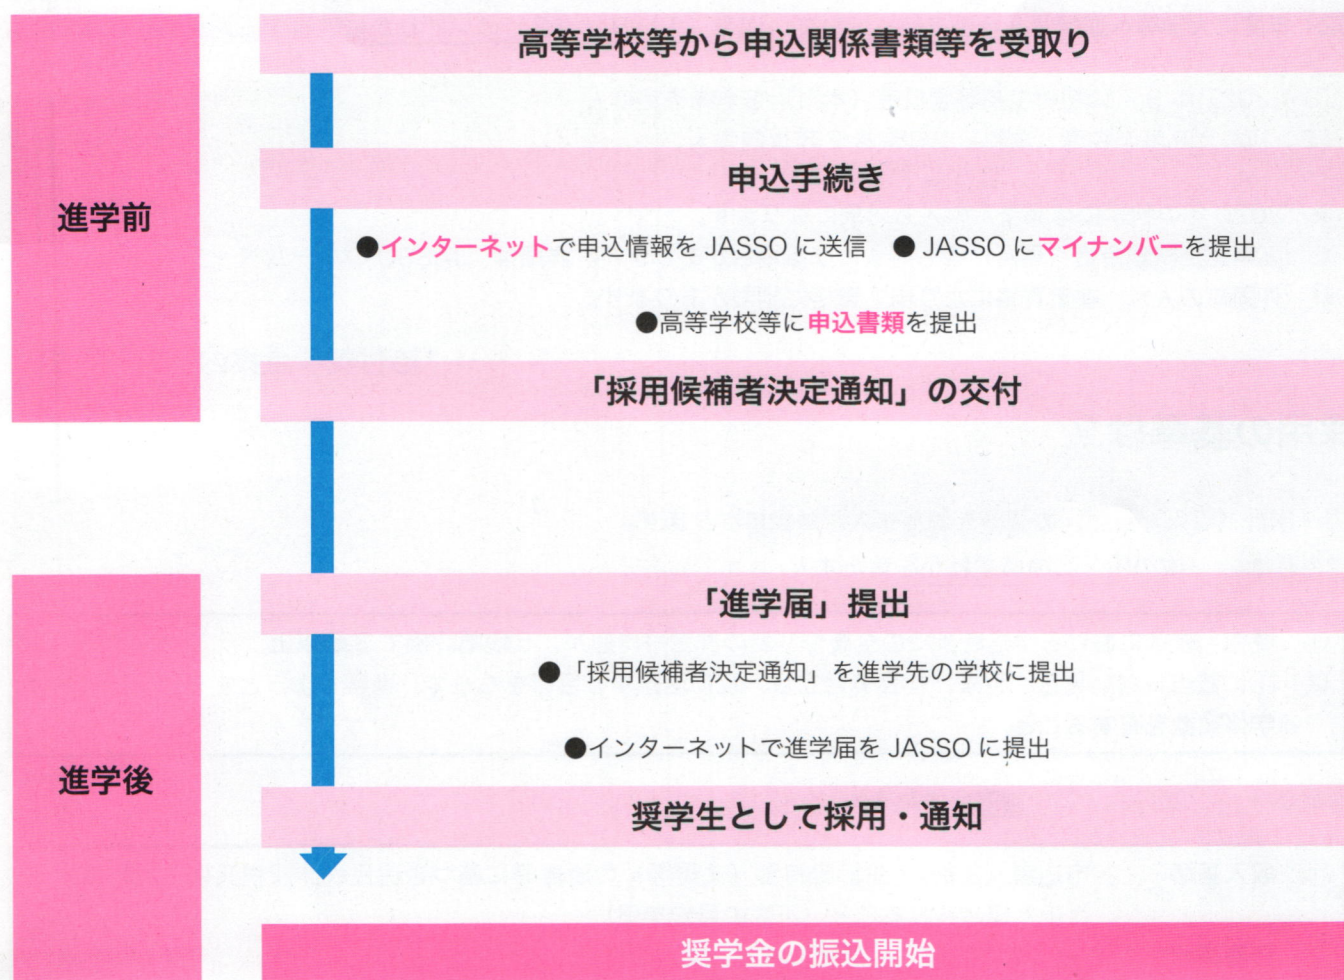 高等学校等から申込関係書類等を受取り
進学前
申込手続き
●インターネットで申込情報を JASSO に送信 ● JASSO にマイナンバーを提出
●高等学校等に申込書類を提出
「採用候補者決定通知」の交付
進学後
「進学届」提出
●「採用候補者決定通知」を進学先の学校に提出
●インターネットで進学届を JASSO に提出
奨学生として採用・通知
奨学金の振込開始